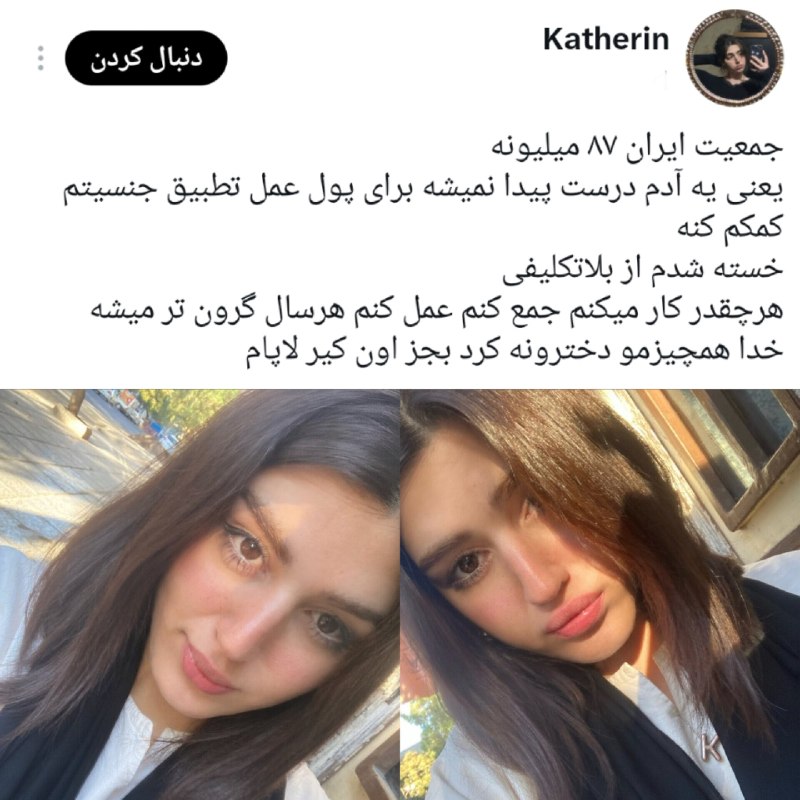 Katherin
دنبال کردن
جمعیت ایران ۸۷ میلیونه
یعنی یه آدم درست پیدا نمیشه برای پول عمل تطبیق جنسیتم
کمکم کنه
خسته شدم از بلاتکلیفی
هرچقدر کار میکنم جمع کنم عمل کنم هرسال گرون تر میشه
خدا همچیزمو دخترونه کرد بجز اون کیر لاپام
K